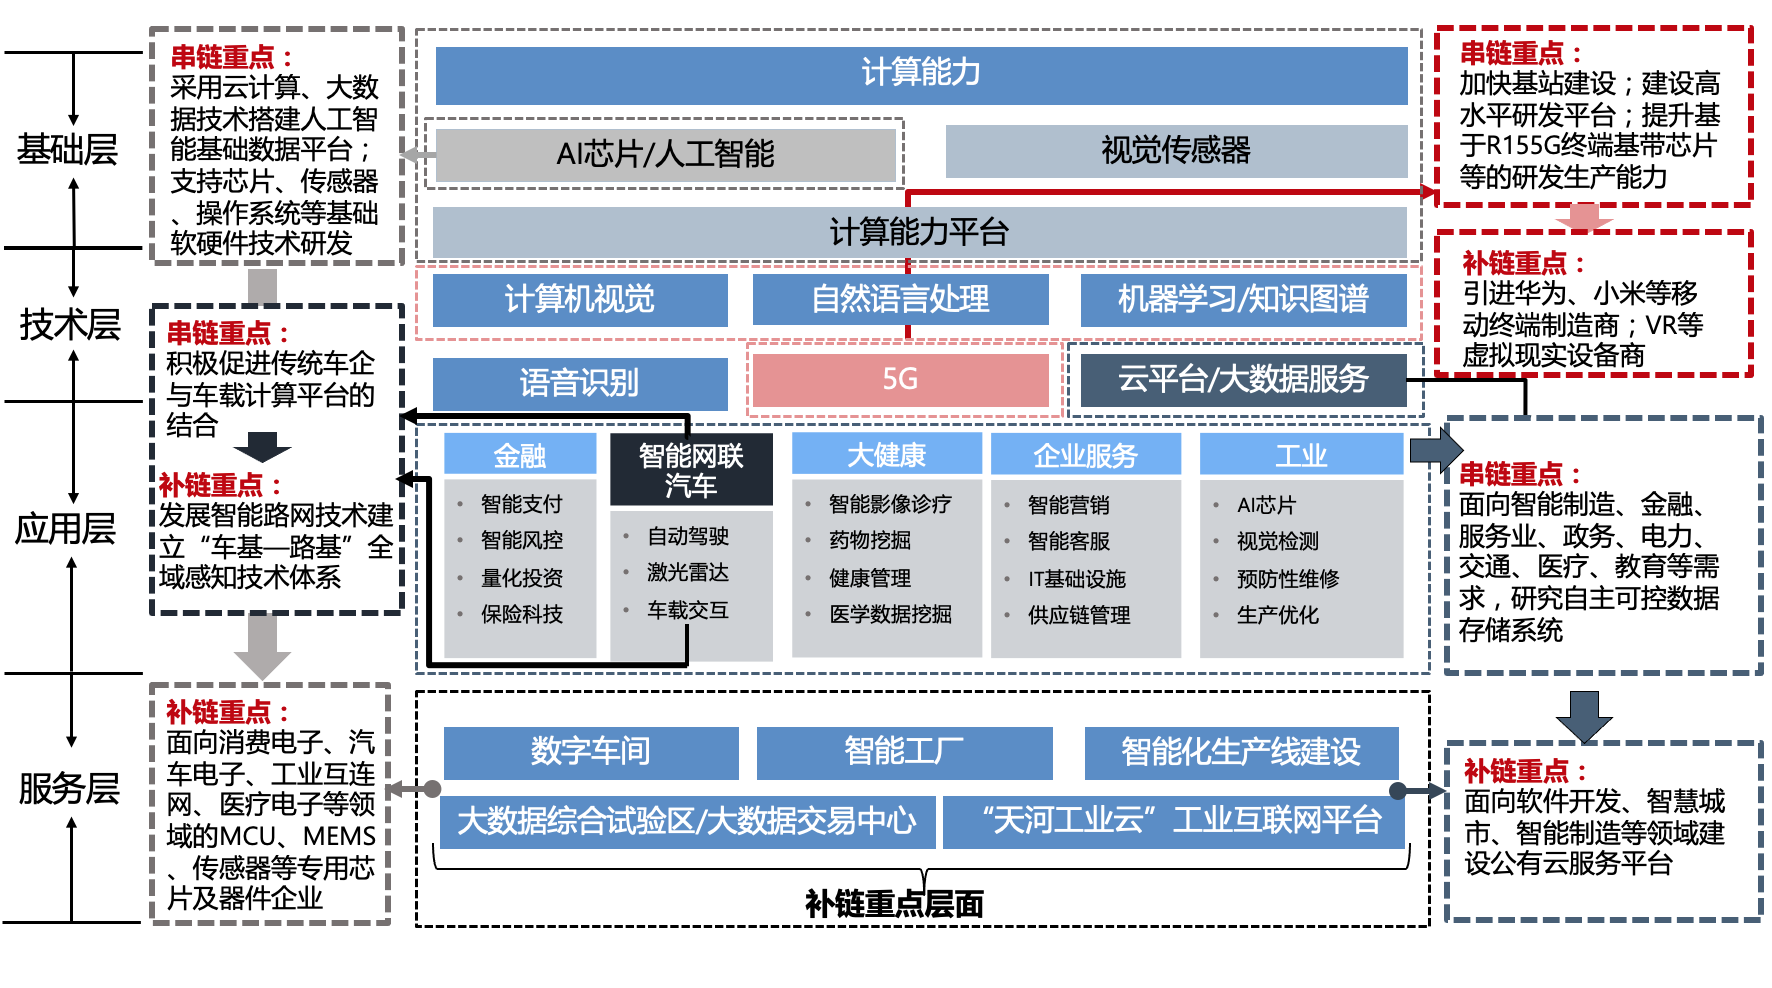 基础层
技术层
应用层
服务层
串链重点：
采用云计算、大数
据技术搭建人工智
能基础数据平台；
支持芯片、传感器
、操作系统等基础
软硬件技术研发
串链重点：
积极促进传统车企
与车载计算平台的
结合
补链重点：
发展智能路网技术建
立“车基—路基”全
域感知技术体系
补链重点：
面向消费电子、汽
车电子、工业互连
网、医疗电子等领
域的MCU、MEMS
、传感器等专用芯
片及器件企业
计算能力
AI芯片/人工智能
视觉传感器
计算能力平台
计算机视觉
自然语言处理
机器学习/知识图谱
语音识别
5G
云平台/大数据服务
金融
• 智能支付
• 智能风控
• 量化投资
• 保险科技
智能网联
汽车
• 自动驾驶
• 激光雷达
• 车载交互
大健康
• 智能影像诊疗
• 药物挖掘
• 健康管理
• 医学数据挖掘
企业服务
• 智能营销
• 智能客服
• IT基础设施
• 供应链管理
工业
• AI芯片
• 视觉检测
• 预防性维修
• 生产优化
数字车间
智能工厂
智能化生产线建设
大数据综合试验区/大数据交易中心
“天河工业云”工业互联网平台
补链重点层面
串链重点：
加快基站建设；建设高
水平研发平台；提升基
于R155G终端基带芯片
等的研发生产能力
补链重点：
引进华为、小米等移
动终端制造商；VR等
虚拟现实设备商
串链重点：
面向智能制造、金融、
服务业、政务、电力、
交通、医疗、教育等需
求，研究自主可控数据
存储系统
补链重点：
面向软件开发、智慧城
市、智能制造等领域建
设公有云服务平台